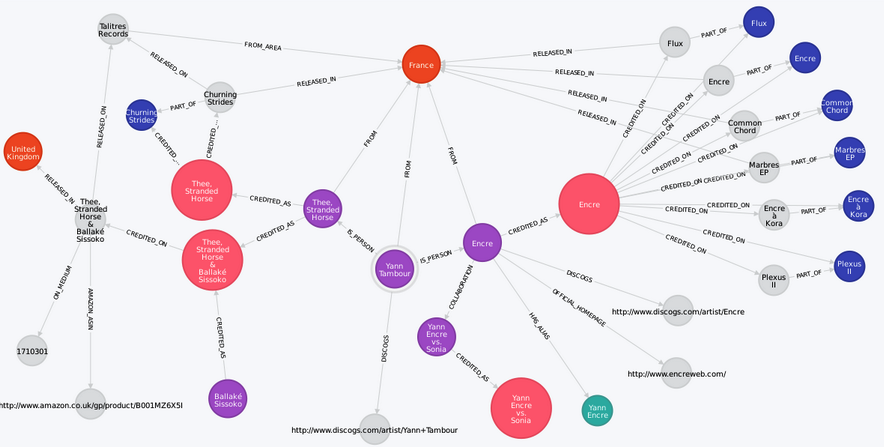 Talitres
Records
FROM_AREA
France
RELEASED_IN
Flux
PART_OF
Flux
RELEASED_ON
Churning
Strides
RELEASED_IN
PART_OF
Churning
Strides
RELEASED_IN
Encre
PART_OF
Encre
RELEASED_IN
RELEASED_IN
CREDITED_ON
CREDITED_ON
CREDITED_ON
Common
Chord
PART_OF
Common
Chord
CREDITED_ON
CREDITED_ON
RELEASED_ON
CREDITED_...
CREDITED_...
FROM
FROM
FROM
United
Kingdom
RELEASED_IN
Marbres
EP
PART_OF
Marbres
EP
CREDITED_ON
CREDITED_ON
Thee,
Stranded
Horse
CREDITED_AS
Thee,
Stranded
Horse
Encre
CREDITED_ON
CREDITED_ON
Encre
à
Kora
PART_OF
Encre
à
Kora
Thee,
Stranded
Horse
&
Ballaké
Sissoko
CREDITED_ON
Thee,
Stranded
Horse
&
Ballaké
Sissoko
CREDITED_AS
IS_PERSON
Yann
Tambour
IS_PERSON
Encre
CREDITED_AS
CREDITED_ON
CREDITED_ON
Plexus
II
PART_OF
Plexus
II
ON_MEDIUM
AMAZON_ASIN
COLLABORATION
DISCOGS
OFFICIAL_HOMEPAGE
HAS_ALIAS
http://www.discogs.com/artist/Encre
1710301
CREDITED_AS
DISCOGS
Yann
Encre
vs.
Sonia
CREDITED_AS
http://www.encreweb.com/
http://www.amazon.co.uk/gp/product/B001MZ6X5I
Ballaké
Sissoko
Yann
Encre
vs.
Sonia
Yann
Encre
http://www.discogs.com/artist/Yann+Tambour